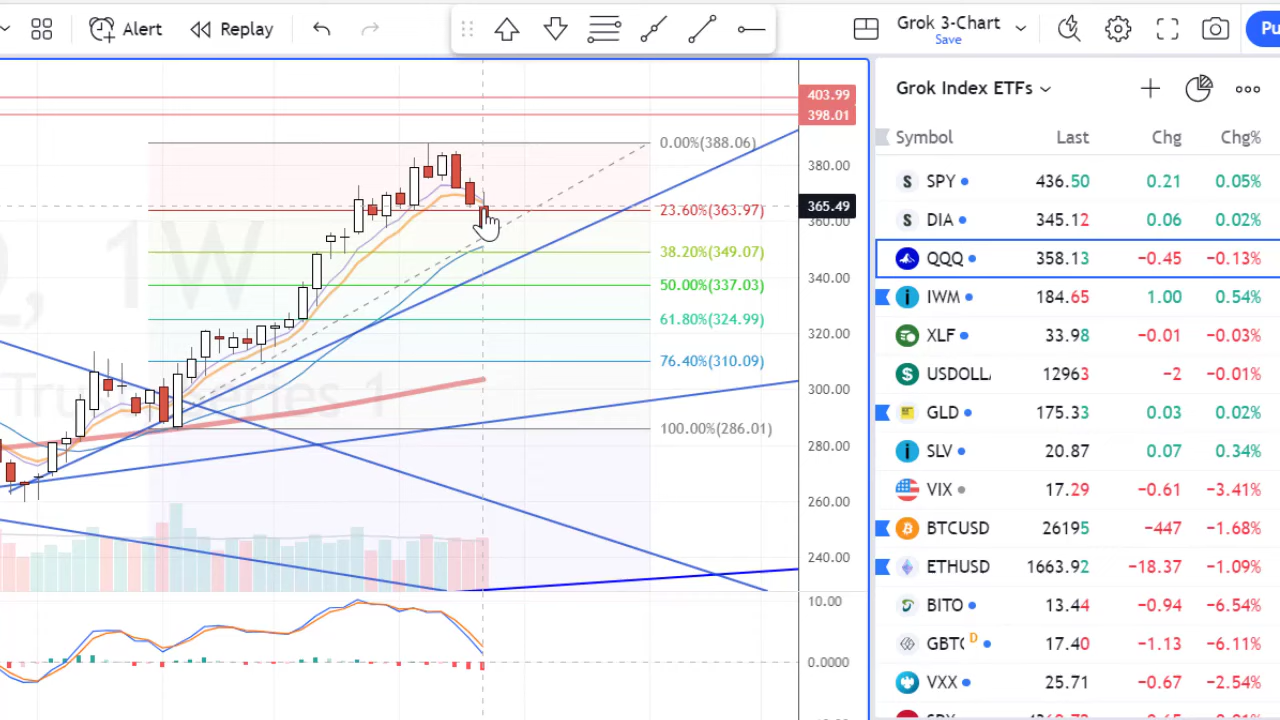 Alert
Replay
Grok 3-Chart
Save
Pu
403.99
398.01
0.00%(388.06)
380.00
365.49
23.60%(363.97)
360.00
38.20%(349.07)
340.00
50.00%(337.03)
61.80%(324.99)
320.00
76.40%(310.09)
300.00
100.00%(286.01)
280.00
260.00
240.00
10.00
0.0000
Q, 1W
Trust, Series 1
Grok Index ETFs
Symbol Last Chg Chg%
SPY 436.50 0.21 0.05%
DIA 345.12 0.06 0.02%
QQQ 358.13 −0.45 −0.13%
IWM 184.65 1.00 0.54%
XLF 33.98 −0.01 −0.03%
USDOLL 12963 −2 −0.01%
GLD 175.33 0.03 0.02%
SLV 20.87 0.07 0.34%
VIX 17.29 −0.61 −3.41%
BTCUSD 26195 −447 −1.68%
ETHUSD 1663.92 −18.37 −1.09%
BITO 13.44 −0.94 −6.54%
GBTC D 17.40 −1.13 −6.11%
VXX 25.71 −0.67 −2.54%